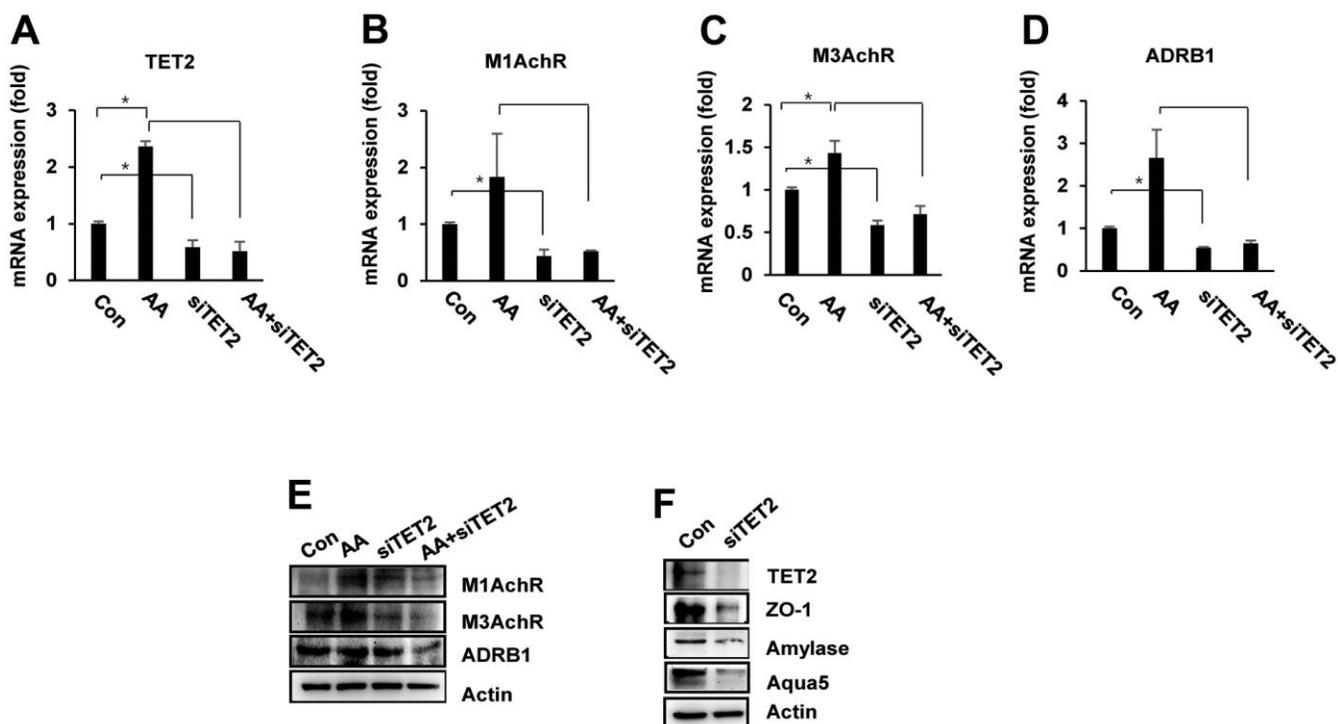 A
TET2
mRNA expression (fold)
3
2
1
0
*
*
Con
AA
siTET2
AA+siTET2
B
M1AchR
mRNA expression (fold)
3
2
1
0
*
Con
AA
siTET2
AA+siTET2
C
M3AchR
mRNA expression (fold)
2
1.5
1
0.5
0
*
*
Con
AA
siTET2
AA+siTET2
D
ADRB1
mRNA expression (fold)
4
3
2
1
0
*
Con
AA
siTET2
AA+siTET2
E
Con
AA
siTET2
AA+siTET2
M1AchR
M3AchR
ADRB1
Actin
F
Con
siTET2
TET2
ZO-1
Amylase
Aqua5
Actin